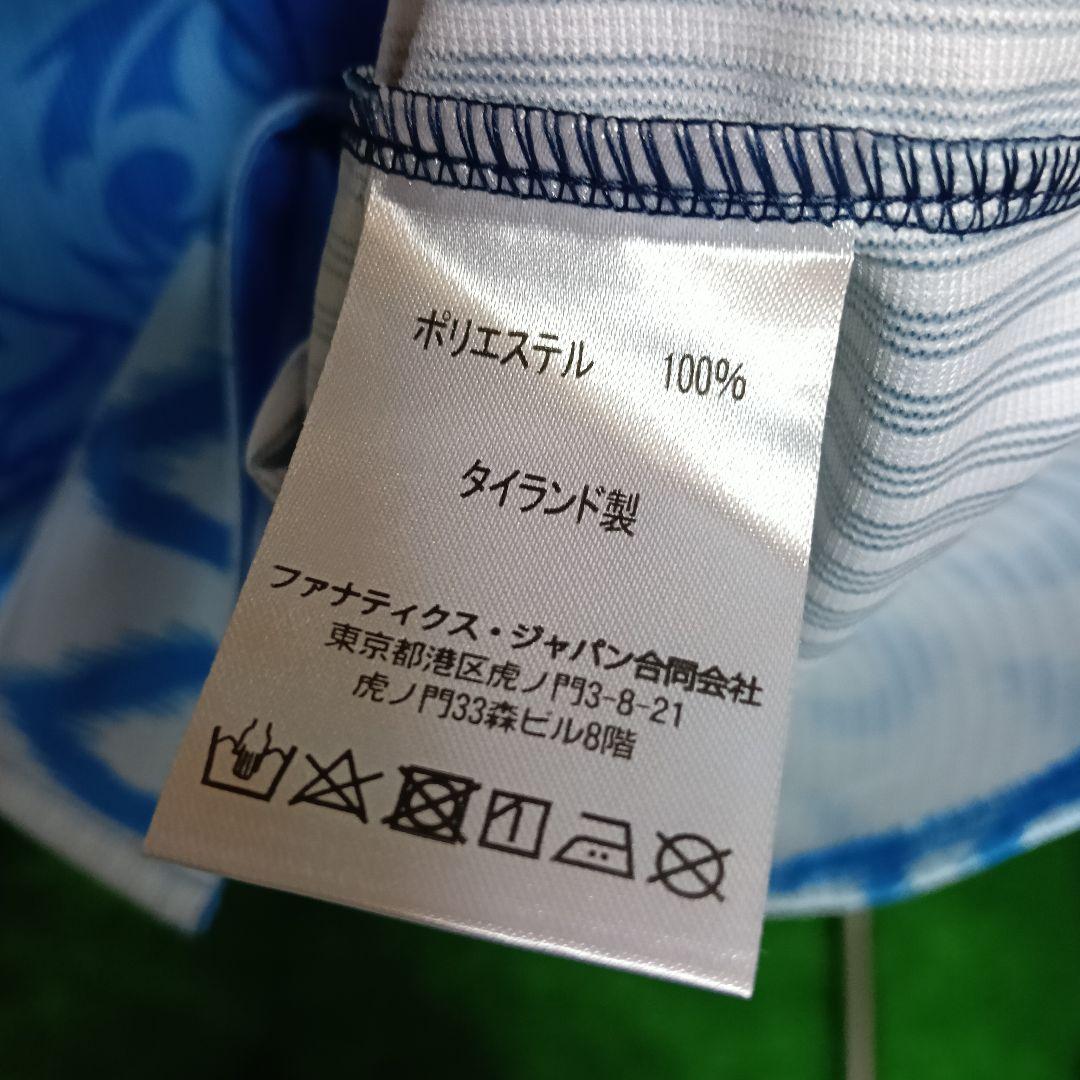 ポリエステル 100%
タイランド製
ファナティクス・ジャパン合同会社
東京都港区虎ノ門3-8-21
虎ノ門33森ビル8階